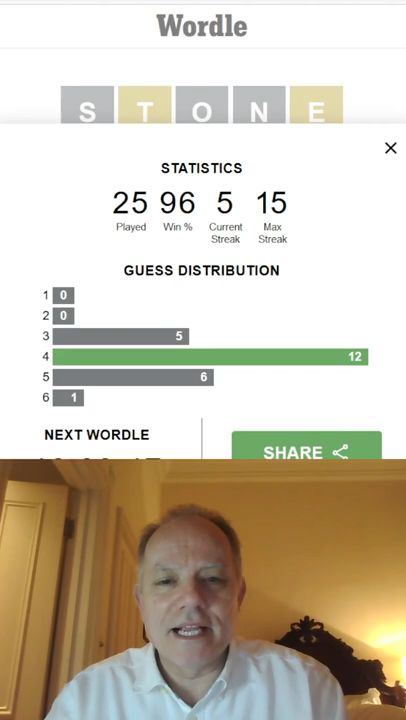 Wordle
S T O N E
STATISTICS
25 96 5 15
Played Win % Current Streak Max Streak
GUESS DISTRIBUTION
1 0
2 0
3 5
4 12
5 6
6 1
NEXT WORDLE
SHARE